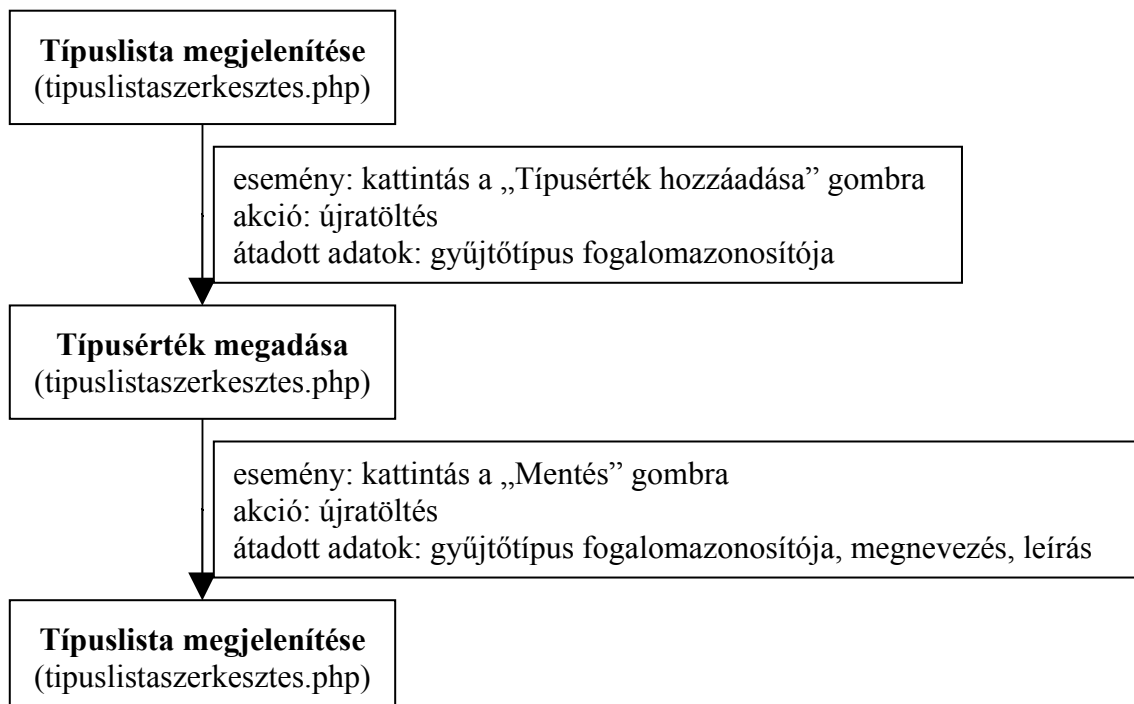 Típuslista megjelenítése
(tipuslistaszerkesztes.php)
esemény: kattintás a „Típusérték hozzáadása” gombra
akció: újratöltés
átadott adatok: gyűjtőtípus fogalomazonosítója
Típusérték megadása
(tipuslistaszerkesztes.php)
esemény: kattintás a „Mentés” gombra
akció: újratöltés
átadott adatok: gyűjtőtípus fogalomazonosítója, megnevezés, leírás
Típuslista megjelenítése
(tipuslistaszerkesztes.php)